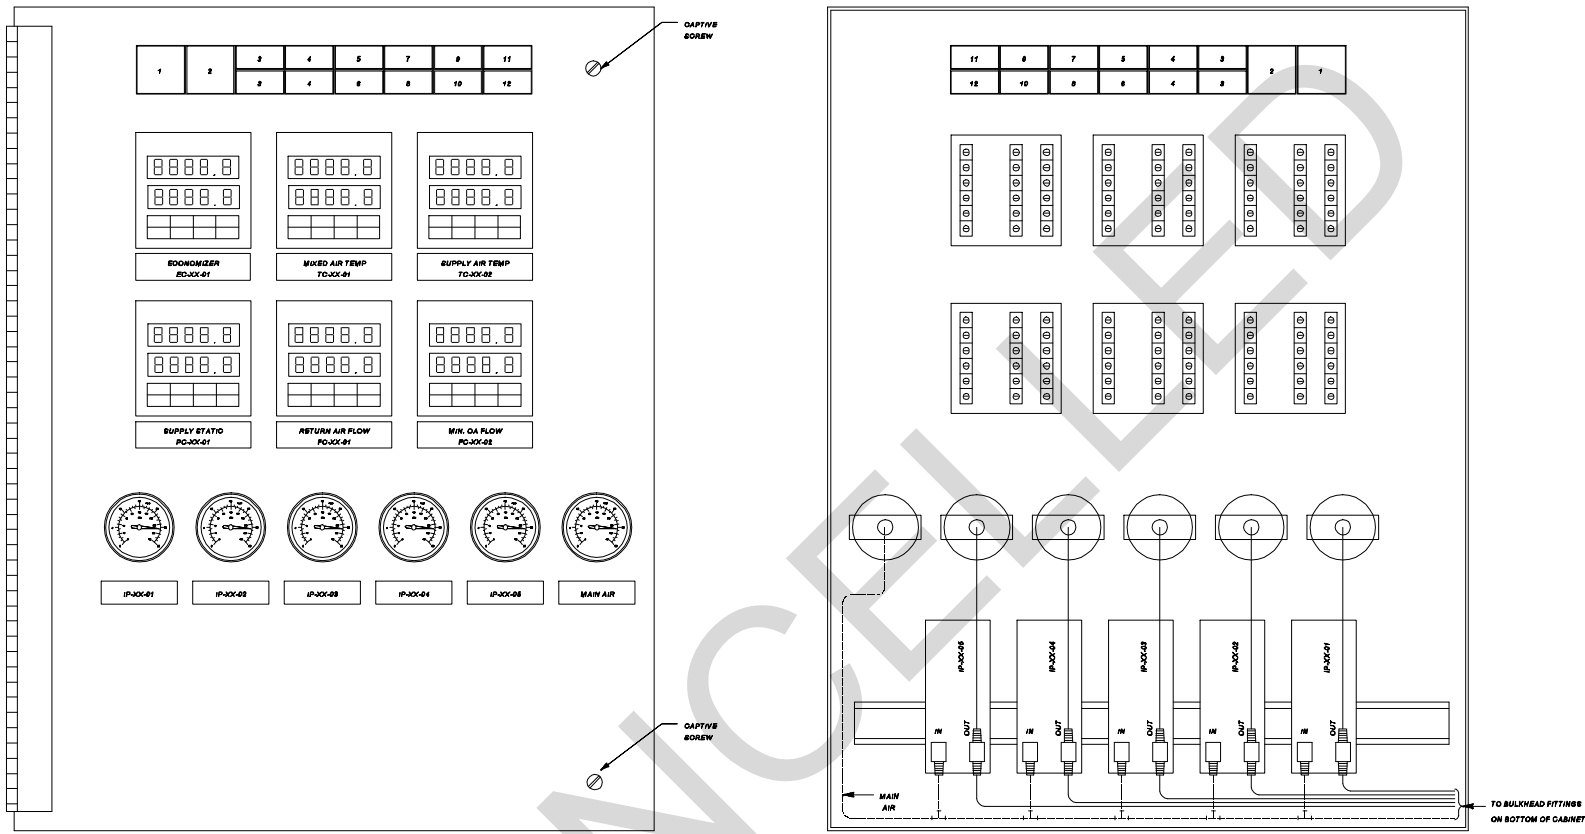 CAPTIVE
SCREW
1 2 3 4 5 7 9 11
3 4 6 8 10 12
ECONOMIZER
EC-XX-01
MIXED AIR TEMP
TC-XX-01
SUPPLY AIR TEMP
TC-XX-02
SUPPLY STATIC
PC-XX-01
RETURN AIR FLOW
FC-XX-01
MIN. OA FLOW
FC-XX-02
IP-XX-01
IP-XX-02
IP-XX-03
IP-XX-04
IP-XX-05
MAIN AIR
CAPTIVE
SCREW
11 9 7 5 4 3 2 1
12 10 8 6 4 3
IP-XX-05
IP-XX-04
IP-XX-03
IP-XX-02
IP-XX-01
IN OUT
IN OUT
IN OUT
IN OUT
IN OUT
MAIN
AIR
TO BULKHEAD FITTINGS
ON BOTTOM OF CABINET
NCELLED